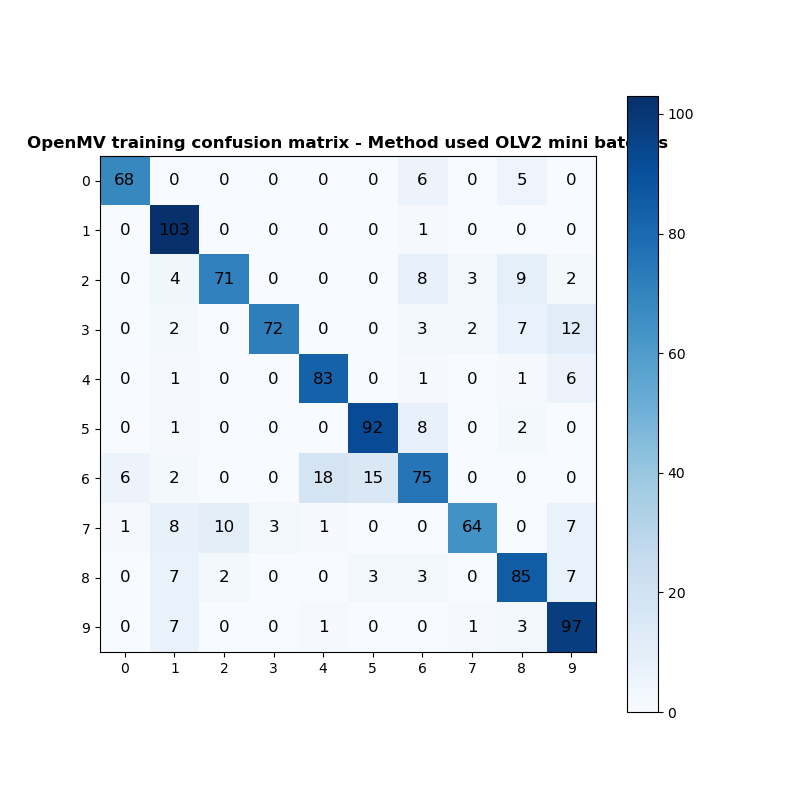 OpenMV training confusion matrix - Method used OLV2 mini batches
0 68 0 0 0 0 0 6 0 5 0
1 0 103 0 0 0 0 1 0 0 0
2 0 4 71 0 0 0 8 3 9 2
3 0 2 0 72 0 0 3 2 7 12
4 0 1 0 0 83 0 1 0 1 6
5 0 1 0 0 0 92 8 0 2 0
6 6 2 0 0 18 15 75 0 0 0
7 1 8 10 3 1 0 0 64 0 7
8 0 7 2 0 0 3 3 0 85 7
9 0 7 0 0 1 0 0 1 3 97
0 1 2 3 4 5 6 7 8 9
100
80
60
40
20
0